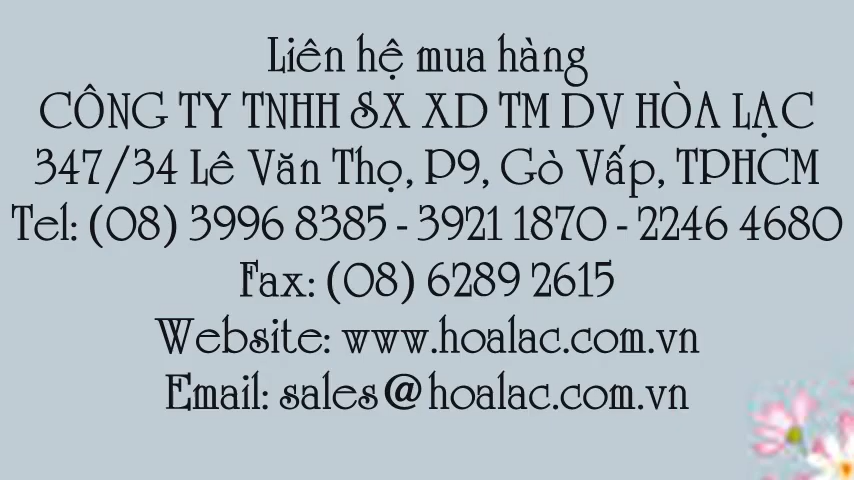 Liên hệ mua hàng
CÔNG TY TNHH SX XD TM DV HÒA LẠC
347/34 Lê Văn Thọ, P9, Gò Vấp, TPHCM
Tel: (08) 3996 8385 - 3921 1870 - 2246 4680
Fax: (08) 6289 2615
Website: www.hoalac.com.vn
Email: sales@hoalac.com.vn